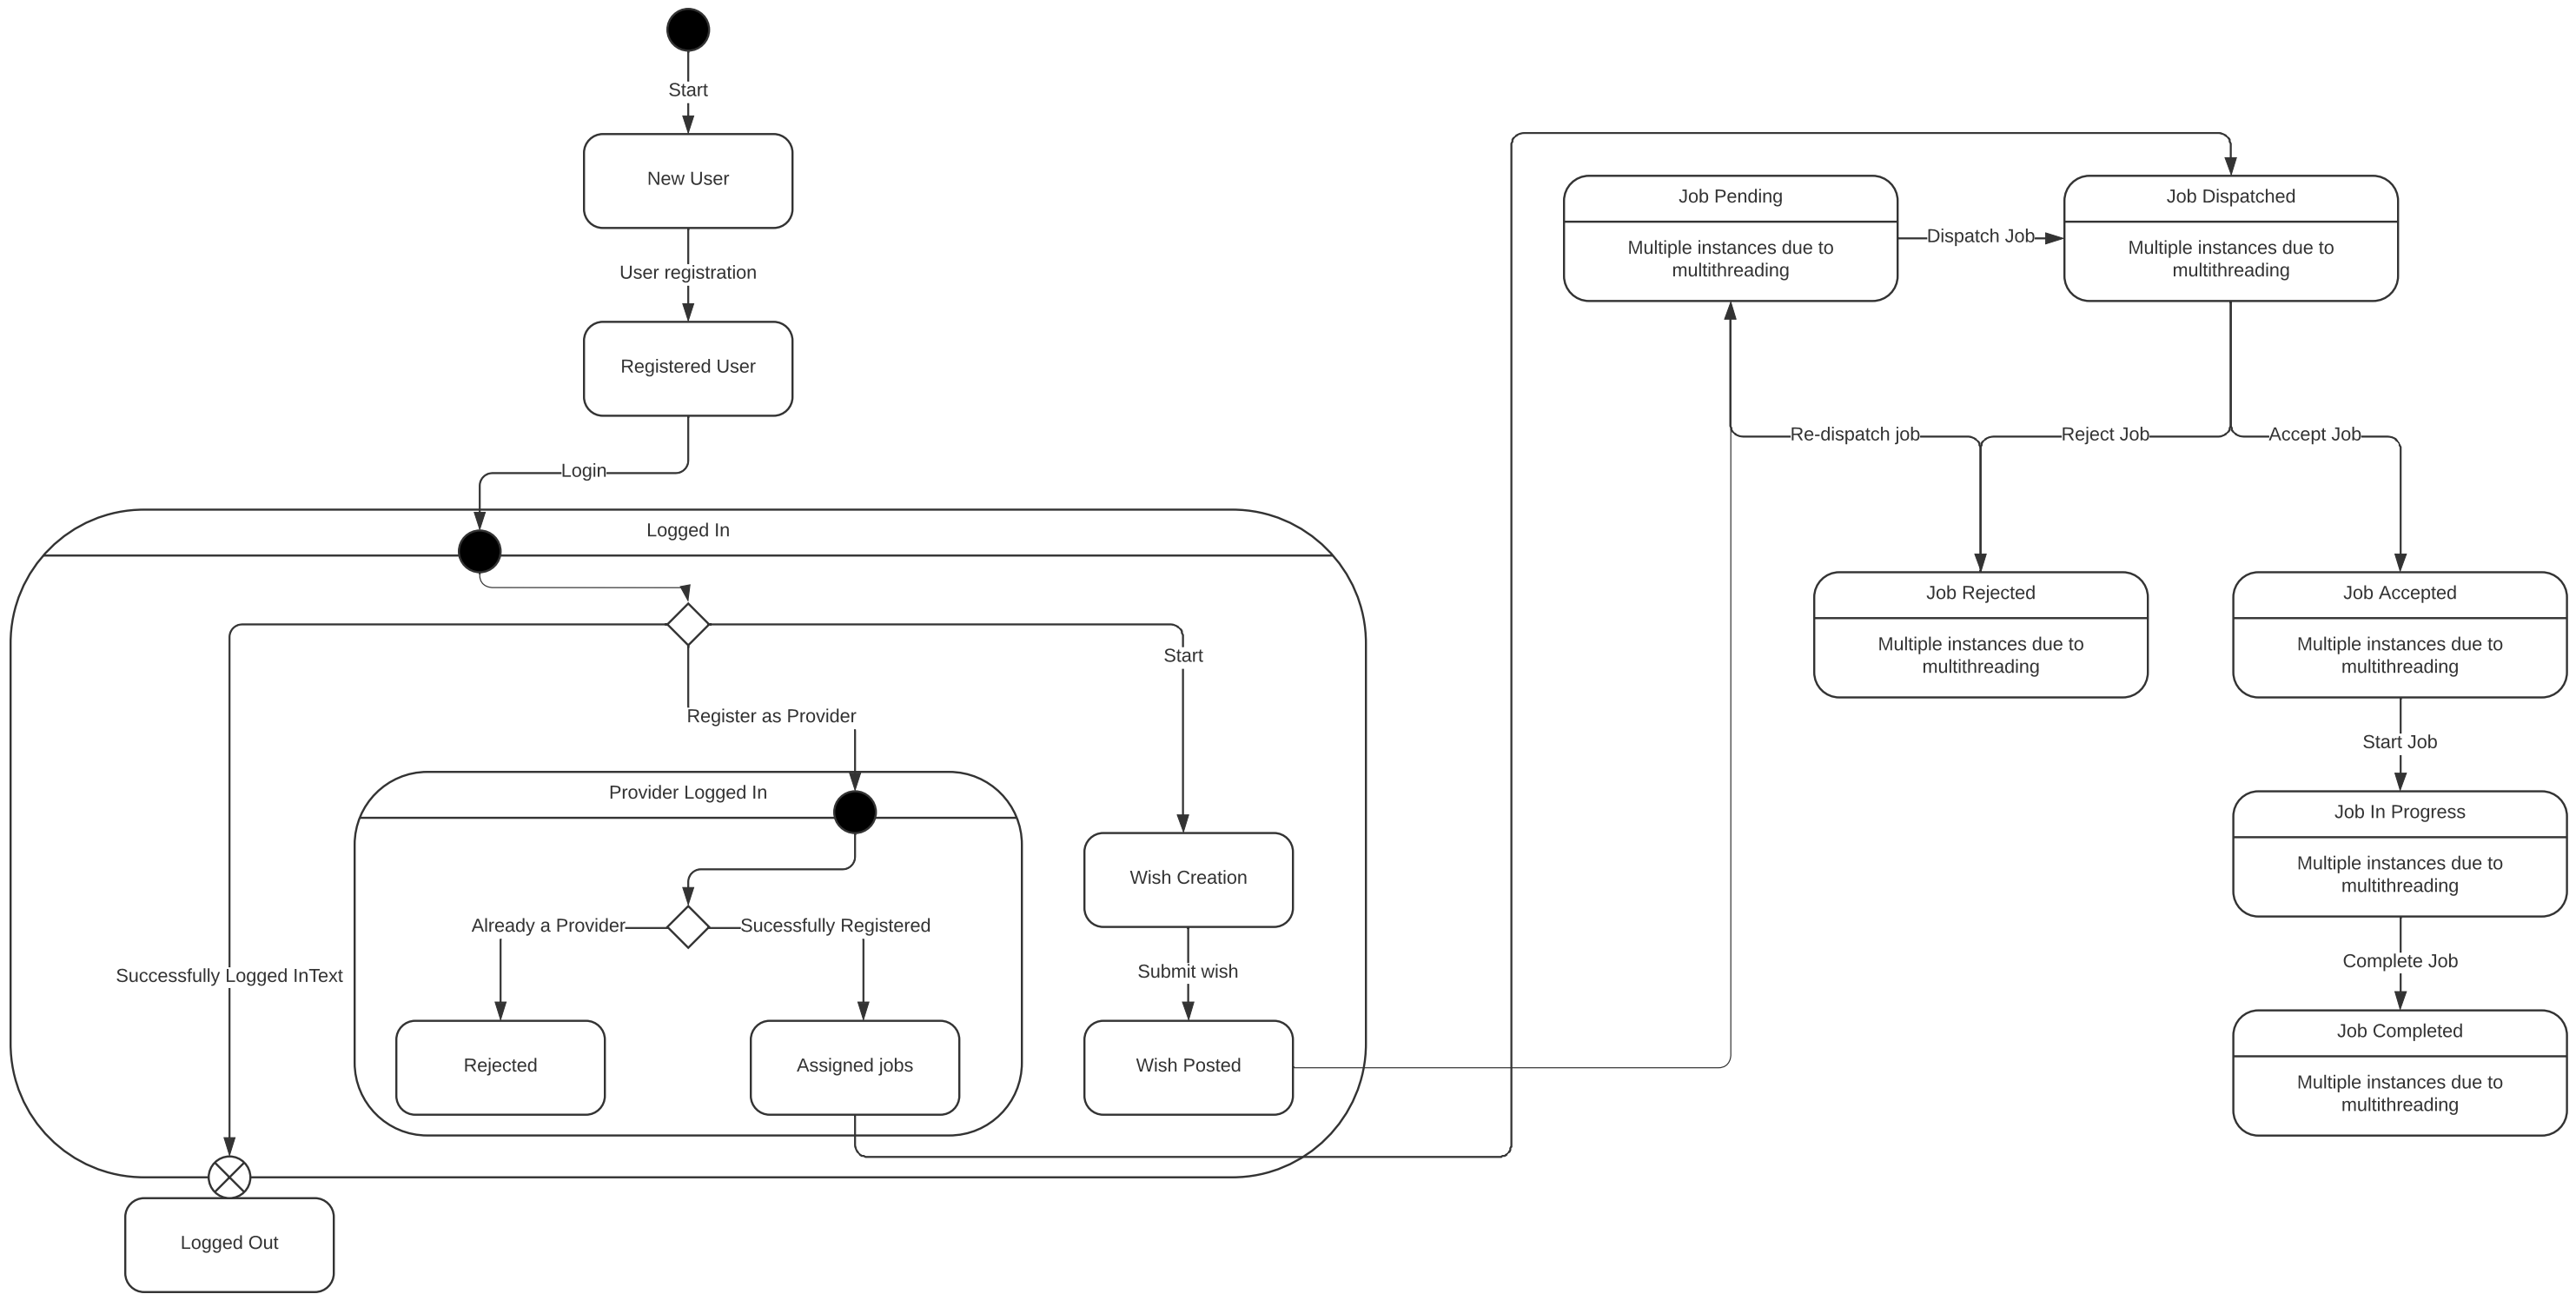 Start
New User
User registration
Registered User
Login
Logged In
Start
Register as Provider
Provider Logged In
Already a Provider
Sucessfully Registered
Successfully Logged InText
Rejected
Assigned jobs
Wish Creation
Submit wish
Wish Posted
Logged Out
Job Pending
Multiple instances due to
multithreading
Dispatch Job
Job Dispatched
Multiple instances due to
multithreading
Re-dispatch job
Reject Job
Accept Job
Job Rejected
Multiple instances due to
multithreading
Job Accepted
Multiple instances due to
multithreading
Start Job
Job In Progress
Multiple instances due to
multithreading
Complete Job
Job Completed
Multiple instances due to
multithreading